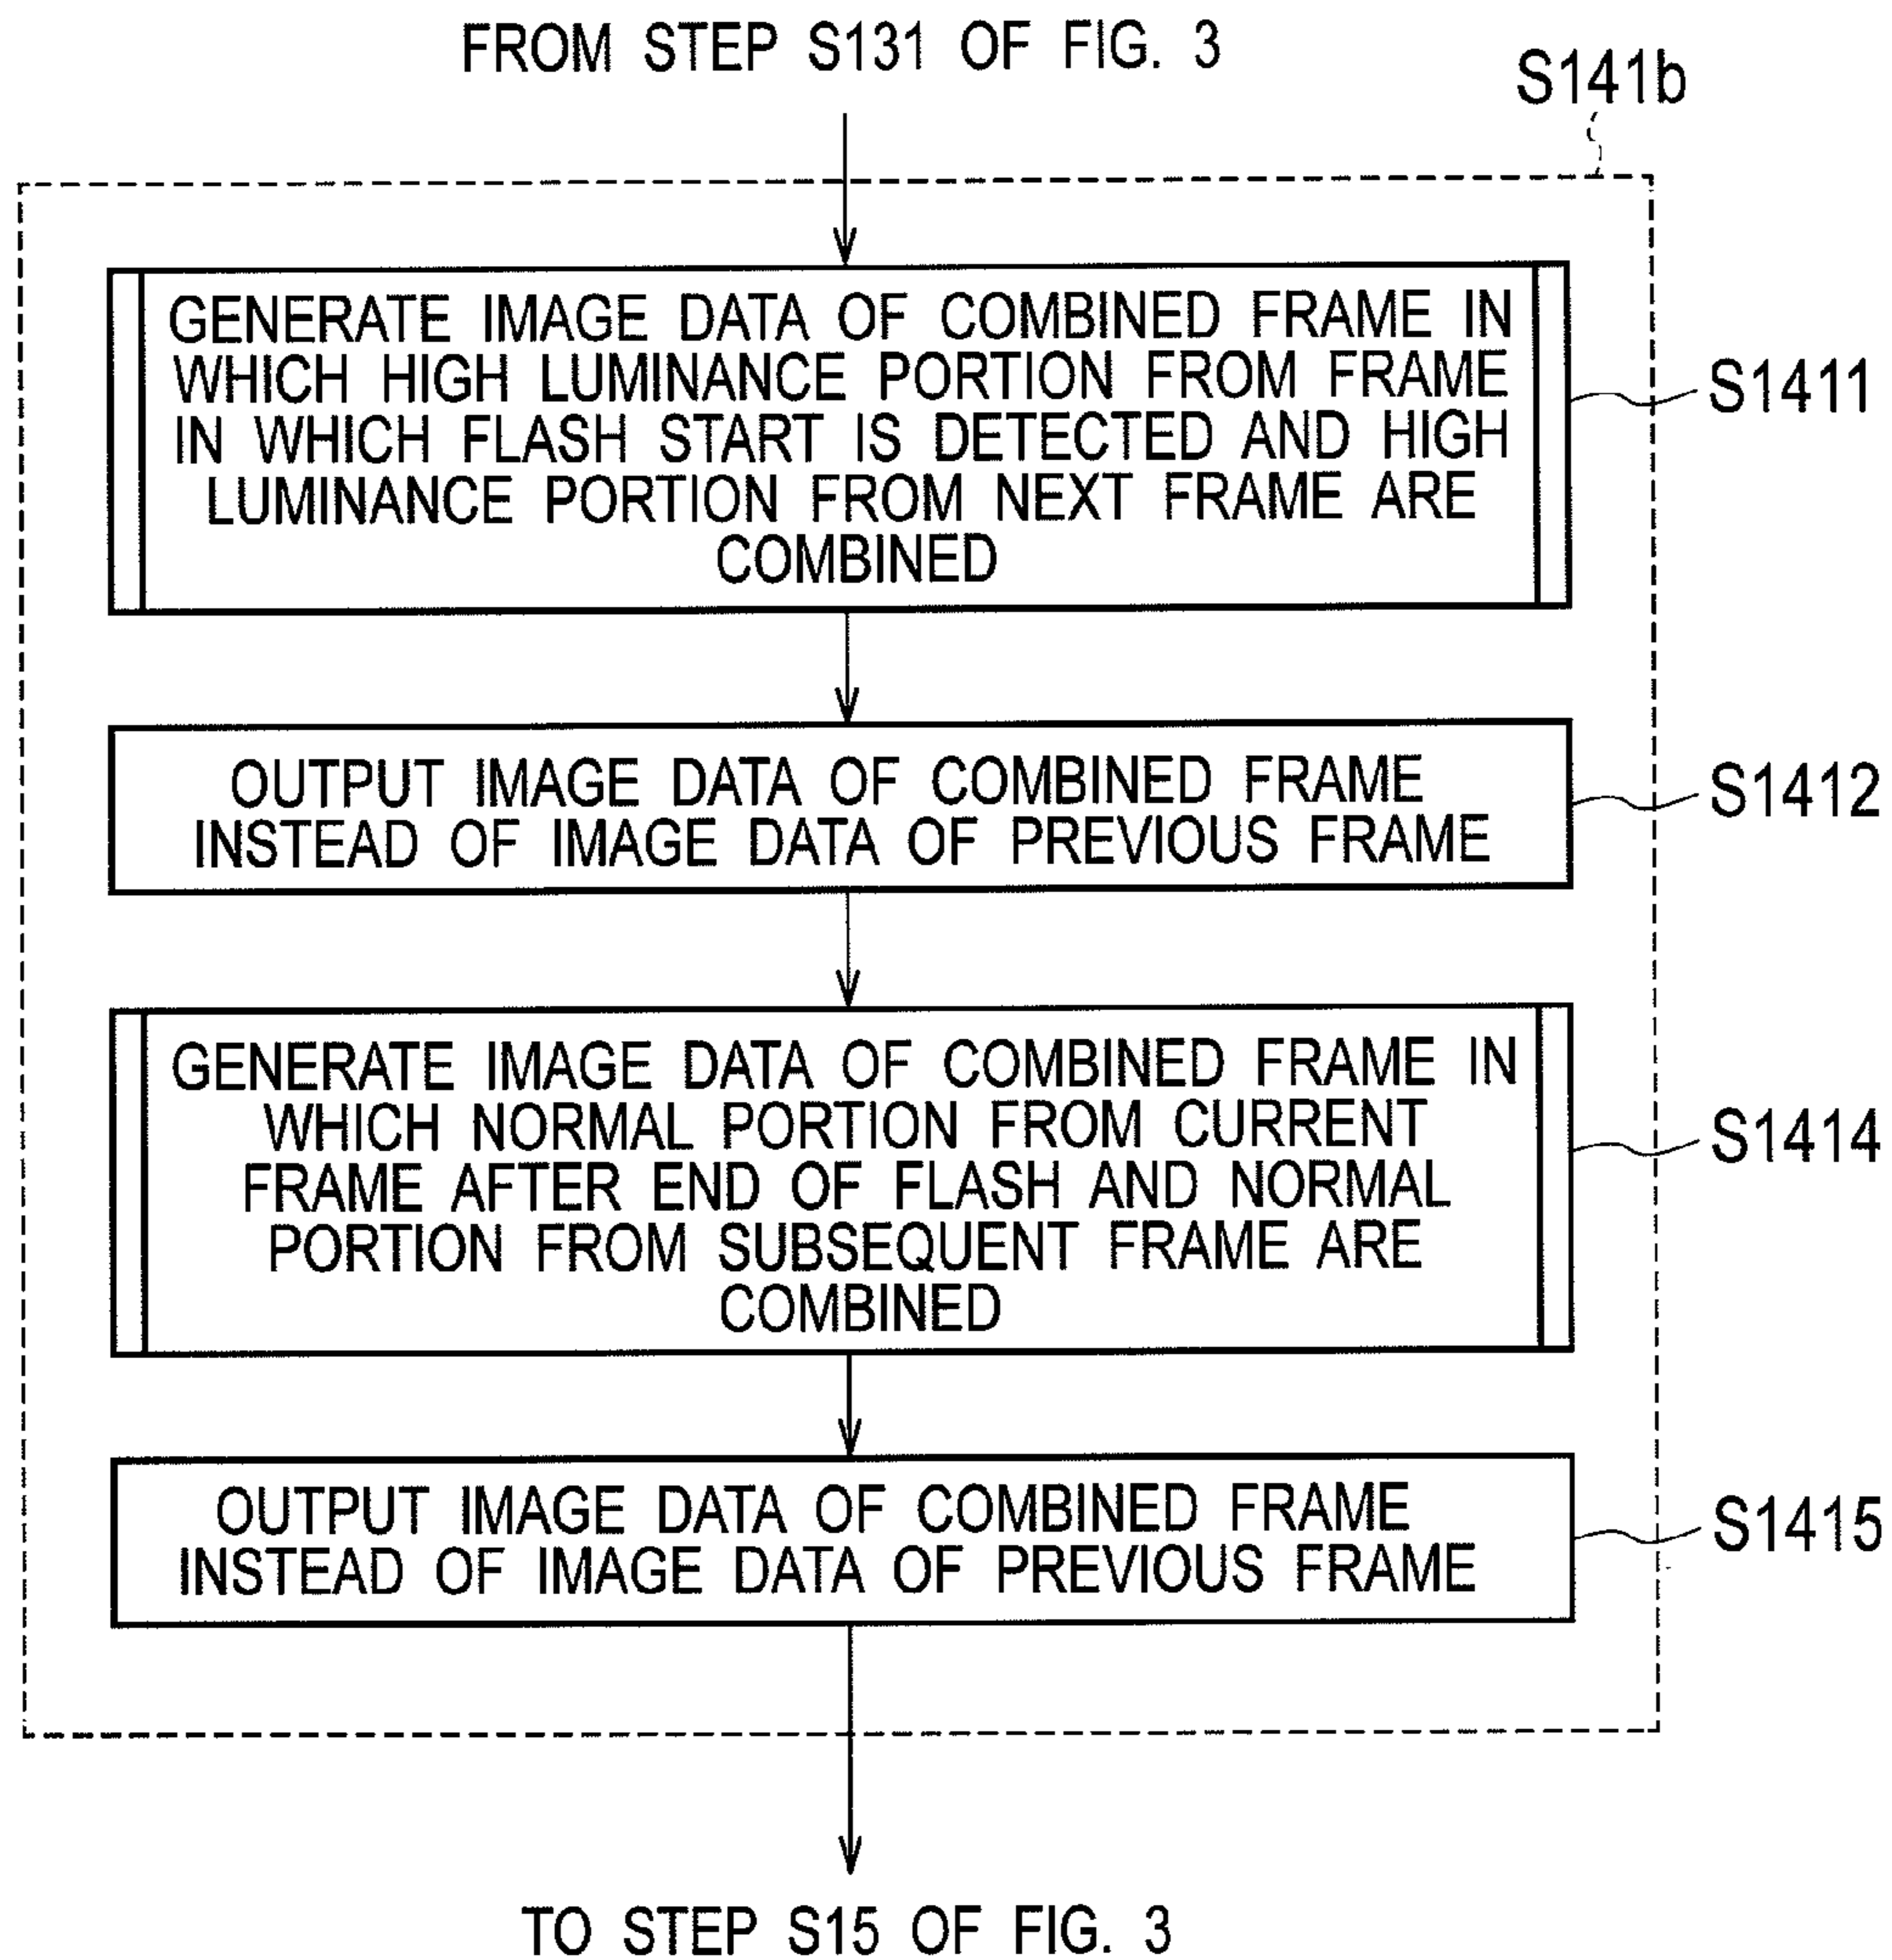 FROM STEP S131 OF FIG. 3
S141b
GENERATE IMAGE DATA OF COMBINED FRAME IN
WHICH HIGH LUMINANCE PORTION FROM FRAME
IN WHICH FLASH START IS DETECTED AND HIGH
LUMINANCE PORTION FROM NEXT FRAME ARE
COMBINED
S1411
OUTPUT IMAGE DATA OF COMBINED FRAME
INSTEAD OF IMAGE DATA OF PREVIOUS FRAME
S1412
GENERATE IMAGE DATA OF COMBINED FRAME IN
WHICH NORMAL PORTION FROM CURRENT
FRAME AFTER END OF FLASH AND NORMAL
PORTION FROM SUBSEQUENT FRAME ARE
COMBINED
S1414
OUTPUT IMAGE DATA OF COMBINED FRAME
INSTEAD OF IMAGE DATA OF PREVIOUS FRAME
S1415
TO STEP S15 OF FIG. 3